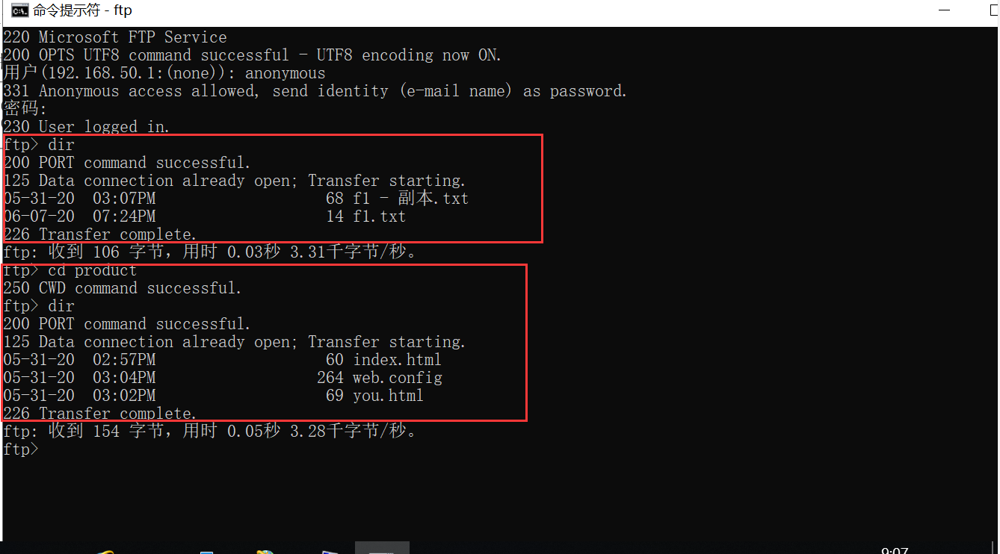 命令提示符 - ftp
220 Microsoft FTP Service
200 OPTS UTF8 command successful - UTF8 encoding now ON.
用户(192.168.50.1:(none)): anonymous
331 Anonymous access allowed, send identity (e-mail name) as password.
密码:
230 User logged in.
ftp> dir
200 PORT command successful.
125 Data connection already open; Transfer starting.
05-31-20  03:07PM                   68 f1 - 副本.txt
06-07-20  07:24PM                   14 f1.txt
226 Transfer complete.
ftp: 收到 106 字节，用时 0.03秒 3.31千字节/秒。
ftp> cd product
250 CWD command successful.
ftp> dir
200 PORT command successful.
125 Data connection already open; Transfer starting.
05-31-20  02:57PM                   60 index.html
05-31-20  03:04PM                  264 web.config
05-31-20  03:02PM                   69 you.html
226 Transfer complete.
ftp: 收到 154 字节，用时 0.05秒 3.28千字节/秒。
ftp>
9:07